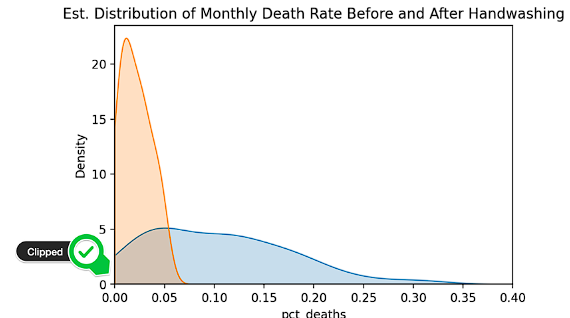 Est. Distribution of Monthly Death Rate Before and After Handwashing
20
15
Density
10
5
Clipped
0
0.00 0.05 0.10 0.15 0.20 0.25 0.30 0.35 0.40
pct_deaths